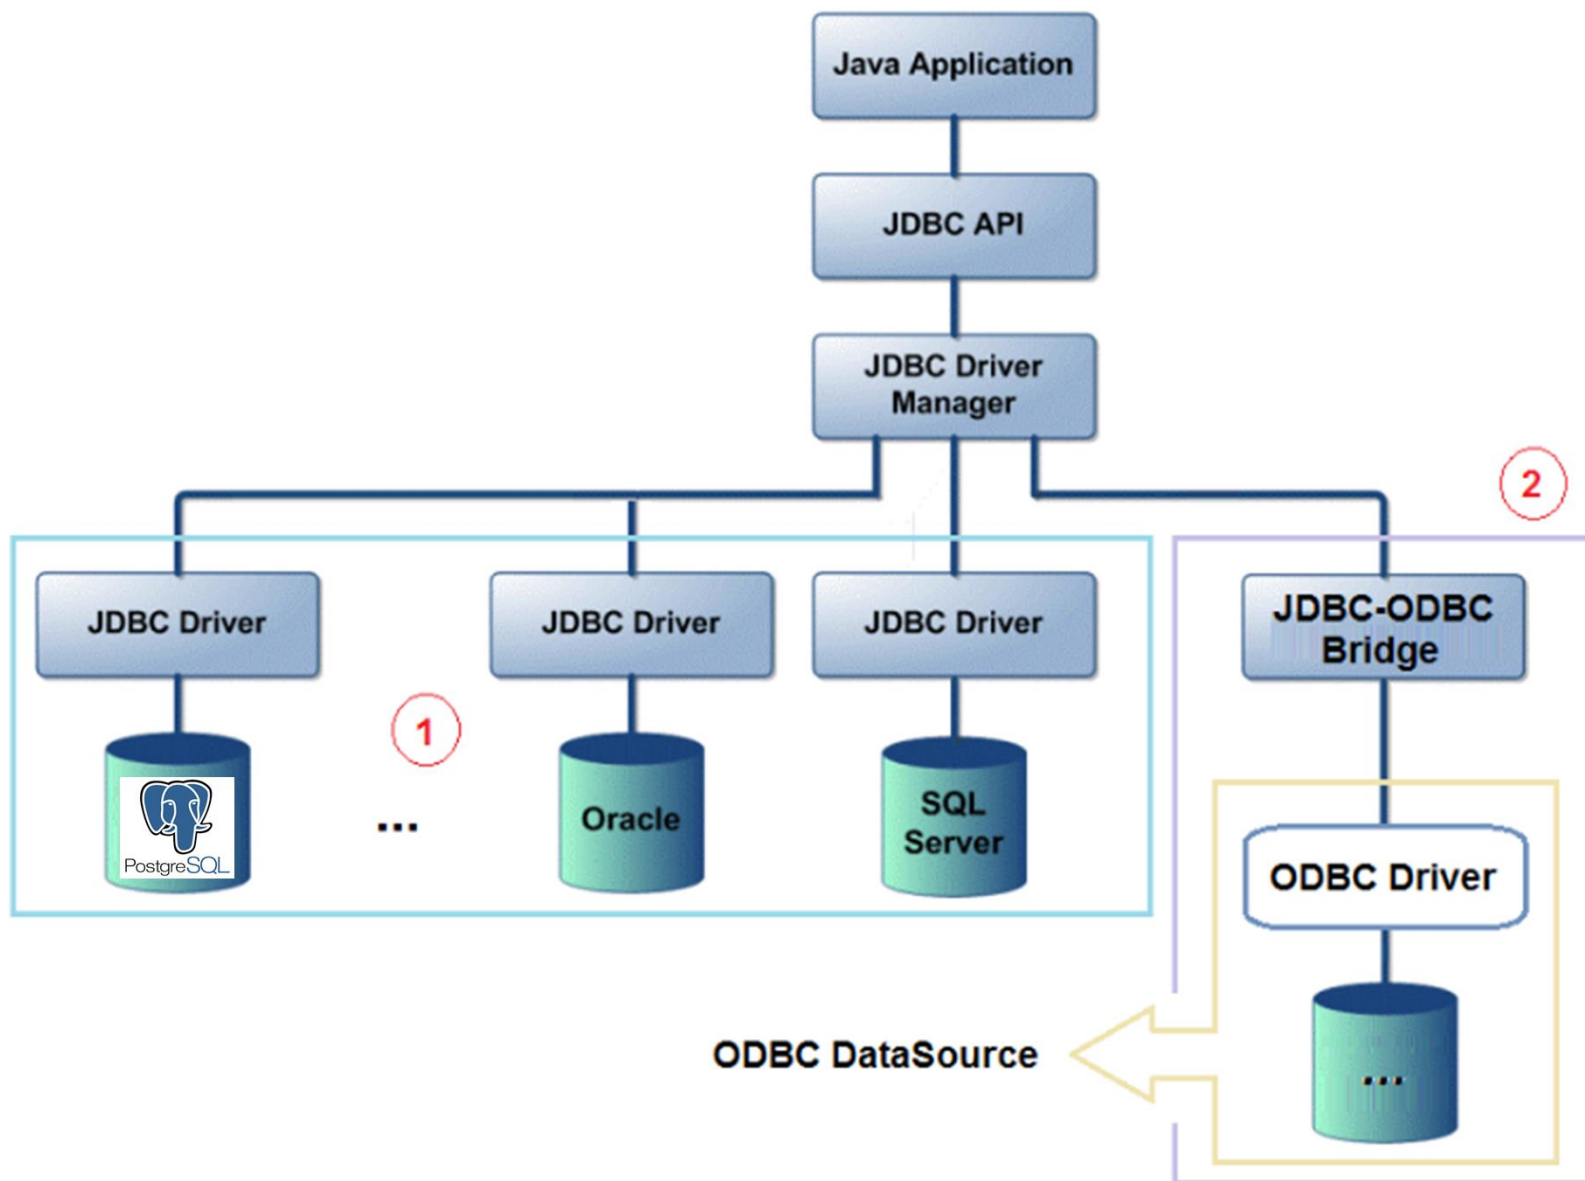 Java Application
JDBC API
JDBC Driver
Manager
2
JDBC Driver
JDBC Driver
JDBC Driver
JDBC-ODBC
Bridge
1
PostgreSQL
...
Oracle
SQL
Server
ODBC Driver
ODBC DataSource
...